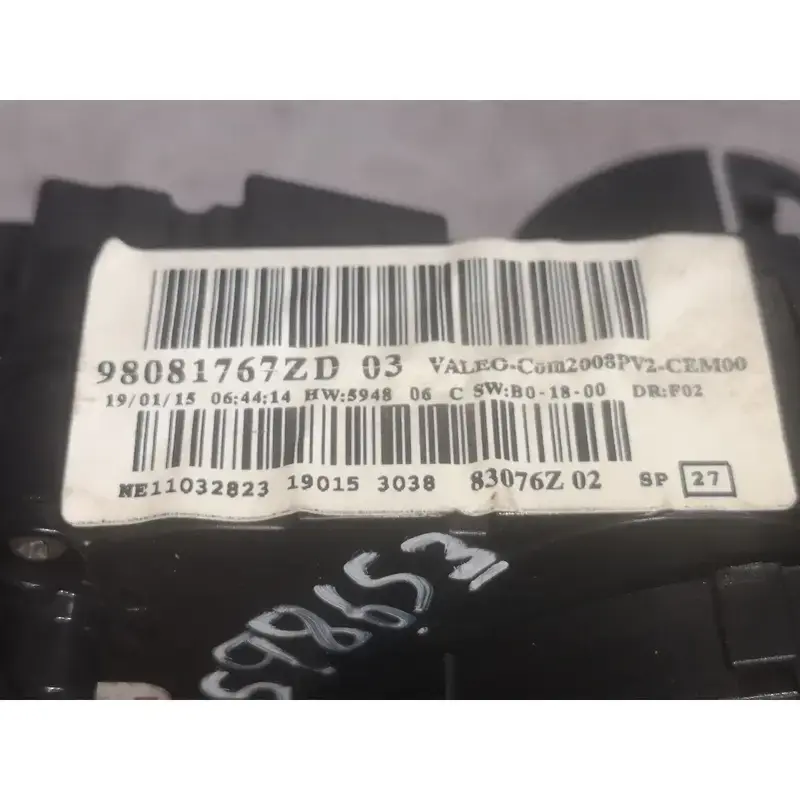 98081767ZD 03 VALEO-Com2008PV2-CEM00
19/01/15 06:44:14 HW:5948 06 C SW:B0-18-00 DR:F02
NE11032823 19015 3038 83076Z 02 SP 27